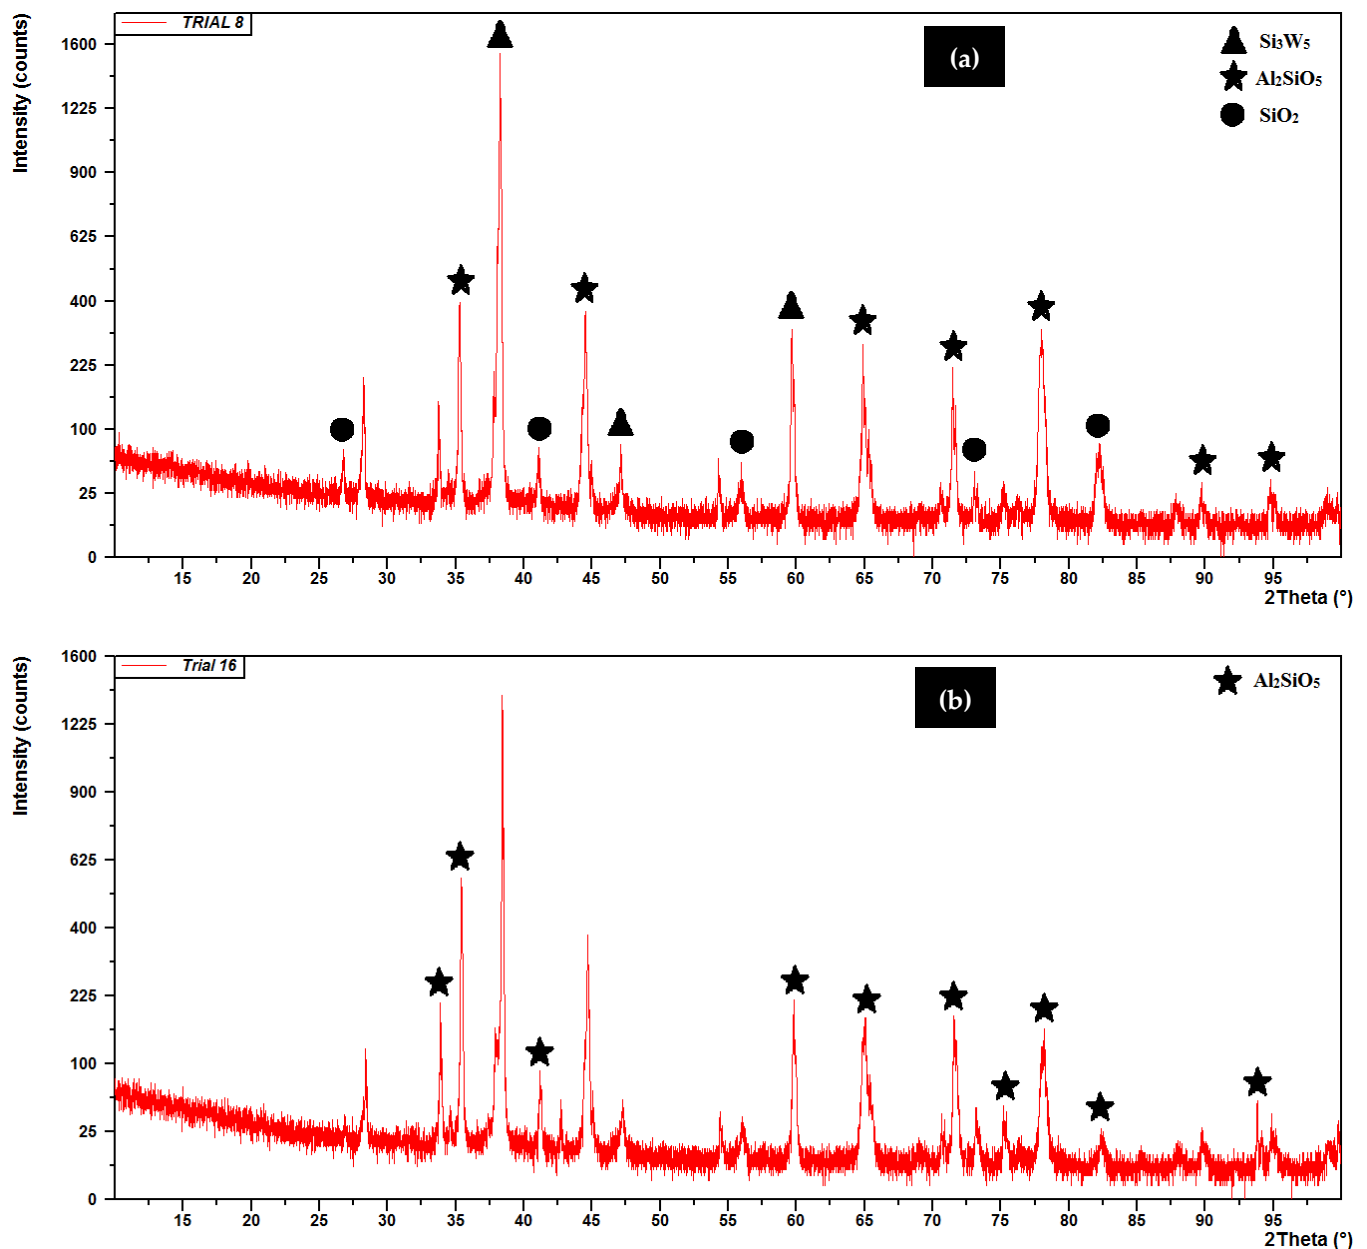 TRIAL 8
(a)
Si₃W₅
Al₂SiO₅
SiO₂
Intensity (counts)
1600
1225
900
625
400
225
100
25
0
15 20 25 30 35 40 45 50 55 60 65 70 75 80 85 90 95
2Theta (°)
Trial 16
(b)
Al₂SiO₅
Intensity (counts)
1600
1225
900
625
400
225
100
25
0
15 20 25 30 35 40 45 50 55 60 65 70 75 80 85 90 95
2Theta (°)